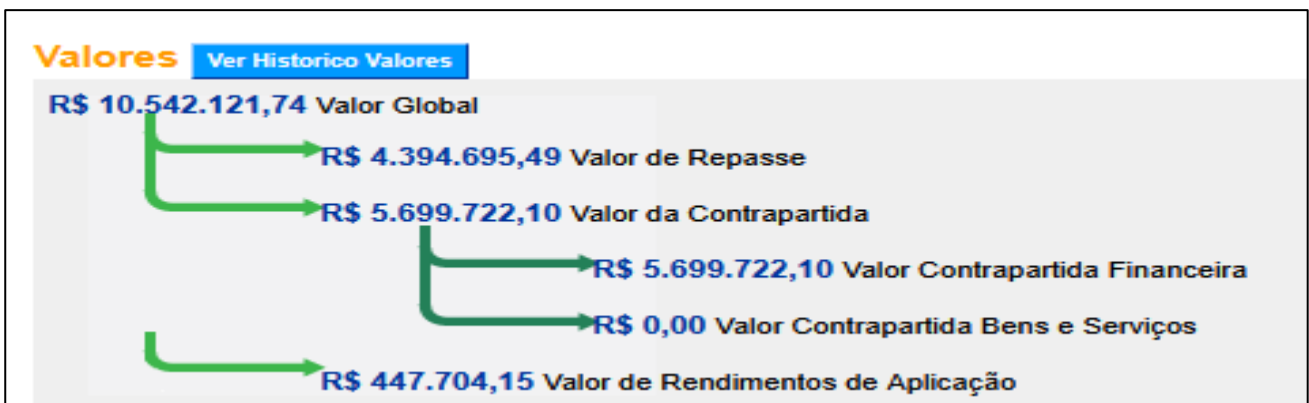 Valores Ver Historico Valores
R$ 10.542.121,74 Valor Global
R$ 4.394.695,49 Valor de Repasse
R$ 5.699.722,10 Valor da Contrapartida
R$ 5.699.722,10 Valor Contrapartida Financeira
R$ 0,00 Valor Contrapartida Bens e Serviços
R$ 447.704,15 Valor de Rendimentos de Aplicação